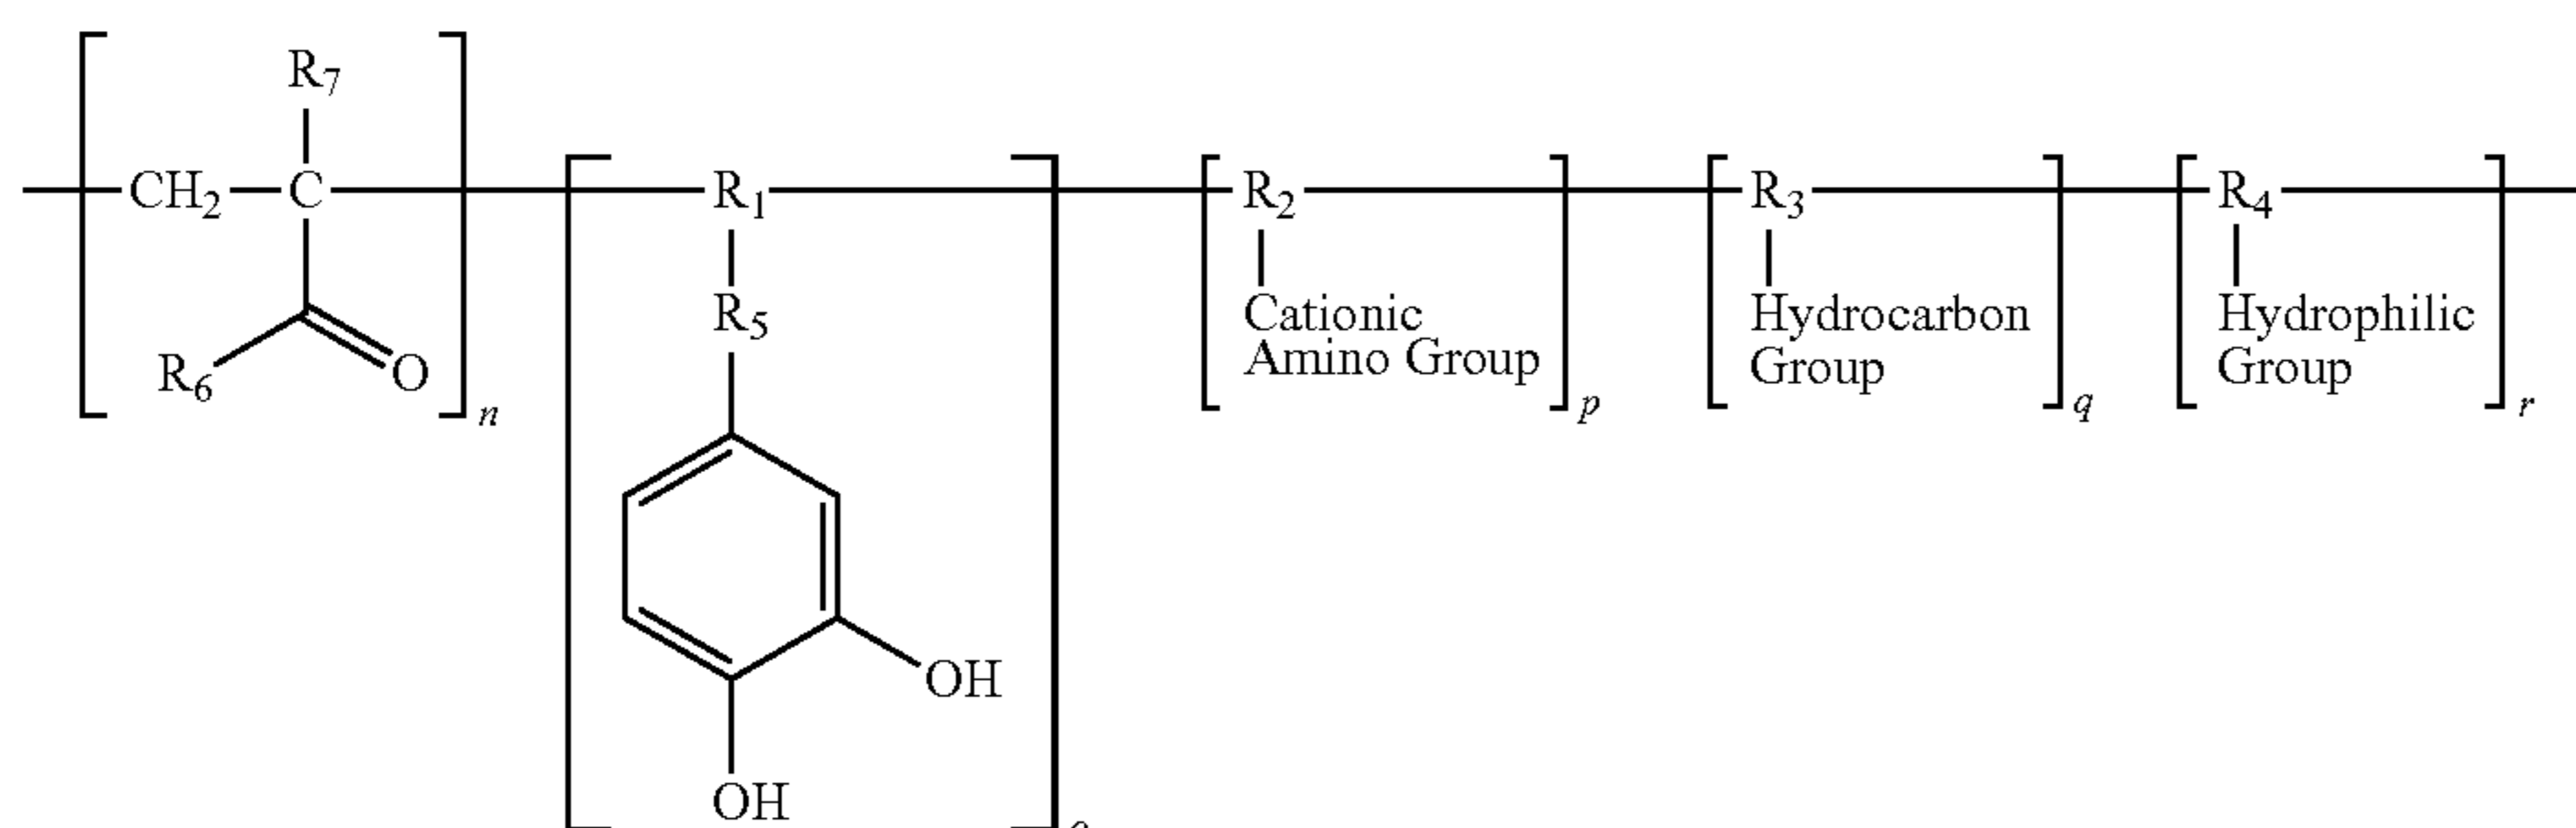 R7
CH2 C R1 R2 R3 R4
R5
Cationic Hydrocarbon Hydrophilic
Amino Group Group Group
R6 O
n p q r
OH
OH